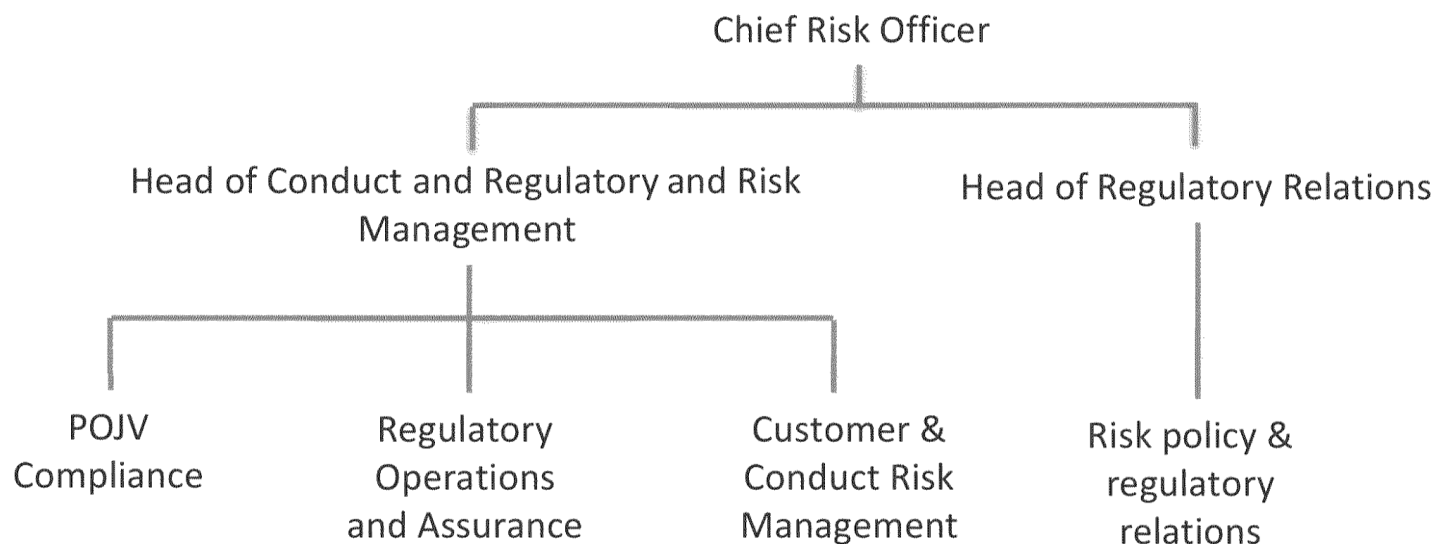 Chief Risk Officer
Head of Conduct and Regulatory and Risk
Management
Head of Regulatory Relations
POJV
Compliance
Regulatory
Operations
and Assurance
Customer &
Conduct Risk
Management
Risk policy &
regulatory
relations